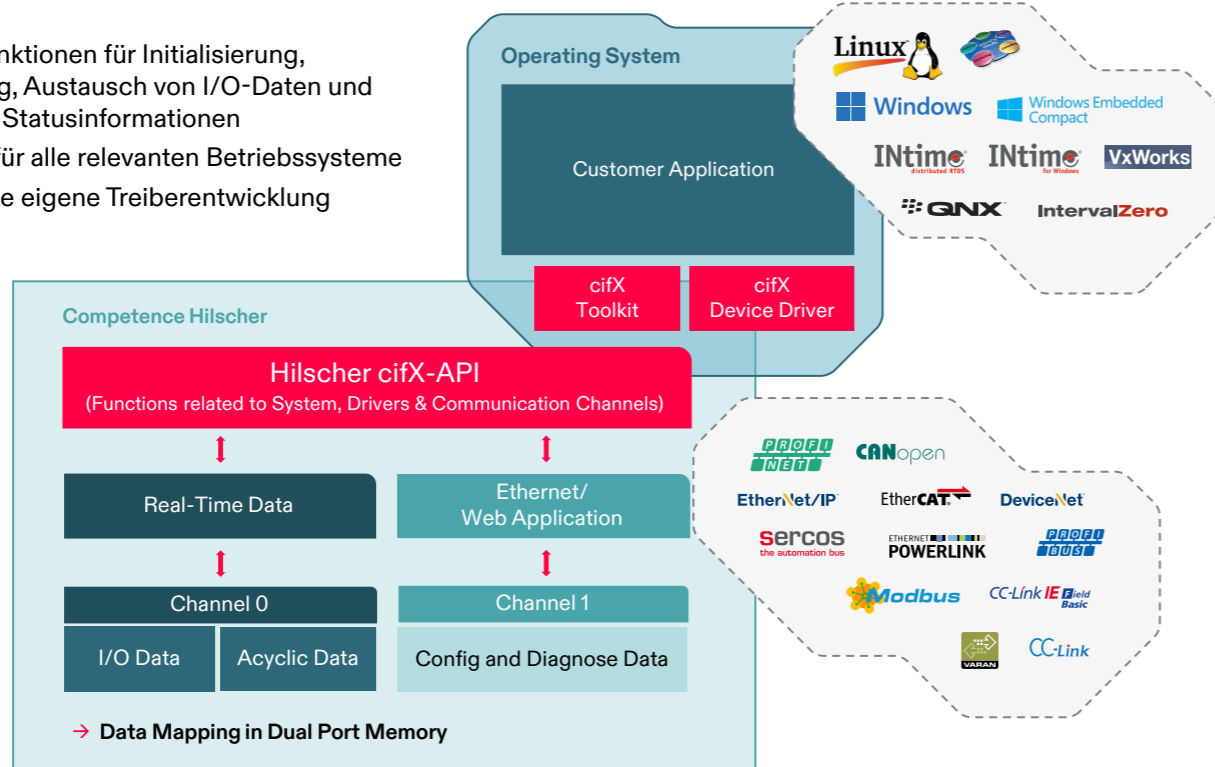 nktionen für Initialisierung,
g, Austausch von I/O-Daten und
Statusinformationen
für alle relevanten Betriebssysteme
e eigene Treiberentwicklung
Operating System
Customer Application
cifX
Toolkit
cifX
Device Driver
Linux
Windows
Windows Embedded
Compact
INtime
distributed RTOS
INtime
for Windows
VxWorks
QNX
IntervalZero
Competence Hilscher
Hilscher cifX-API
(Functions related to System, Drivers & Communication Channels)
Real-Time Data
Ethernet/
Web Application
Channel 0
Channel 1
I/O Data
Acyclic Data
Config and Diagnose Data
→ Data Mapping in Dual Port Memory
PROFI
NET
CANopen
EtherNet/IP
EtherCAT
DeviceNet
sercos
the automation bus
ETHERNET
POWERLINK
PROFI
BUS
Modbus
CC-Link IE Field
Basic
VARAN
CC-Link